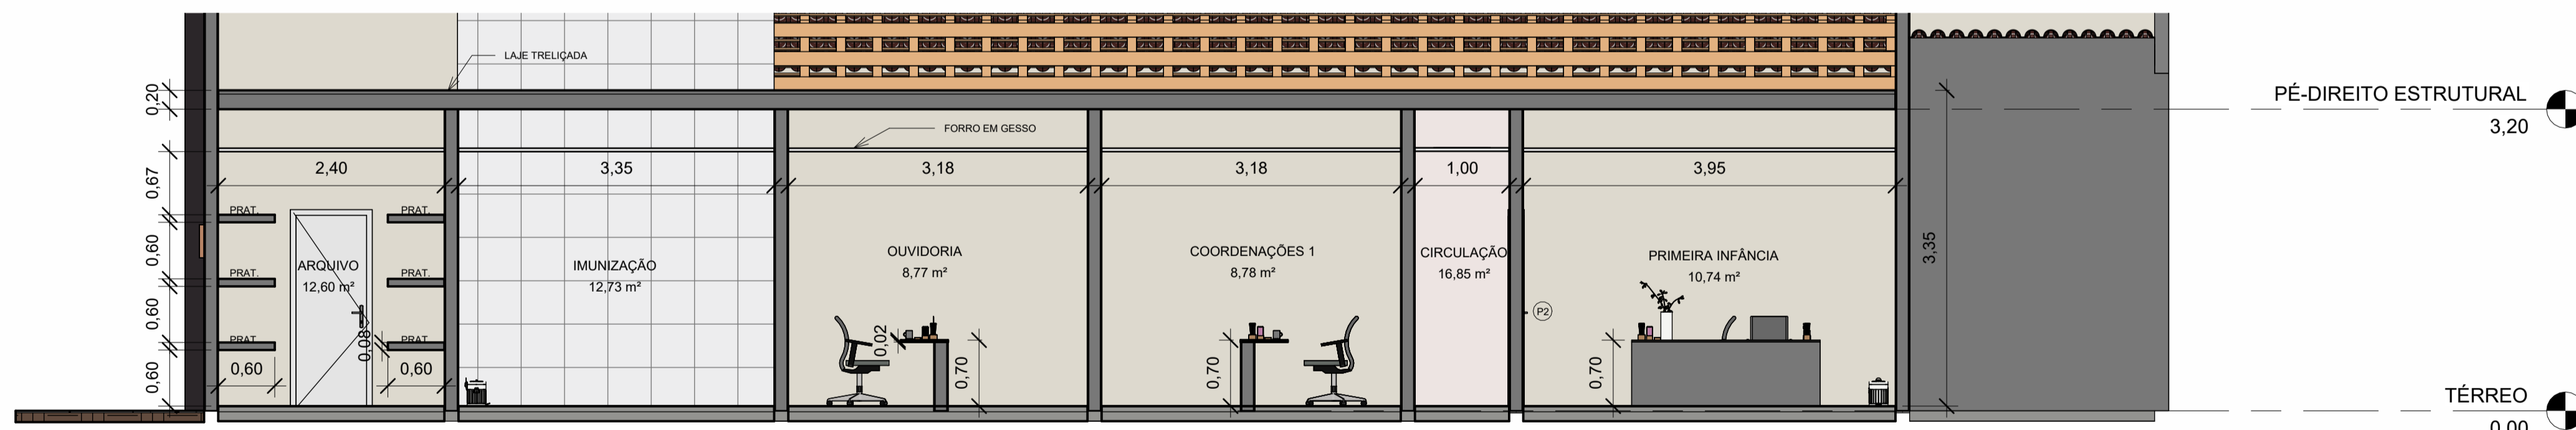 LAJE TRELIÇADA
0,20
PÉ-DIREITO ESTRUTURAL
3,20
FORRO EM GESSO
0,67
2,40
3,35
3,18
3,18
1,00
3,95
PRAT.
PRAT.
0,60
ARQUIVO
12,60 m²
PRAT.
PRAT.
IMUNIZAÇÃO
12,73 m²
OUVIDORIA
8,77 m²
COORDENAÇÕES 1
8,78 m²
CIRCULAÇÃO
16,85 m²
PRIMEIRA INFÂNCIA
10,74 m²
3,35
0,60
PRAT.
0,08
PRAT.
0,02
P2
0,60
0,60
0,60
0,70
0,70
0,70
TÉRREO
0,00